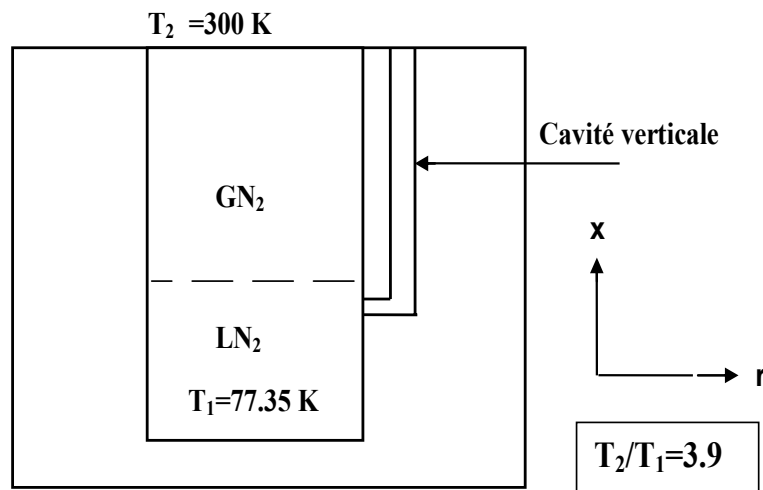 T₂ =300 K
Cavité verticale
GN₂
x
LN₂
T₁=77.35 K
r
T₂/T₁=3.9